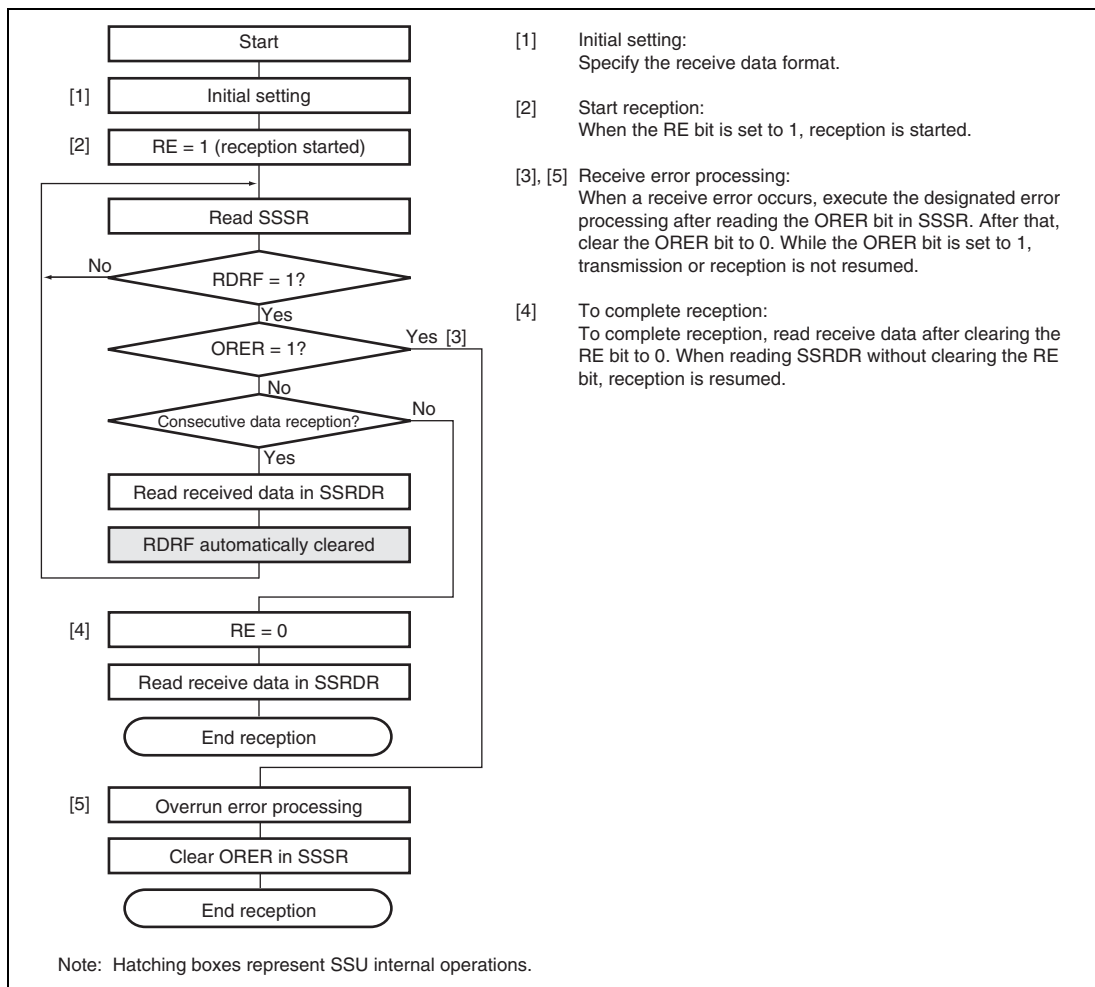 Start
[1] Initial setting
[2] RE = 1 (reception started)
Read SSSR
No
RDRF = 1?
Yes
ORER = 1?
Yes [3]
No
Consecutive data reception?
No
Yes
Read received data in SSRDR
RDRF automatically cleared
[4] RE = 0
Read receive data in SSRDR
End reception
[5] Overrun error processing
Clear ORER in SSSR
End reception
[1] Initial setting:
Specify the receive data format.
[2] Start reception:
When the RE bit is set to 1, reception is started.
[3], [5] Receive error processing:
When a receive error occurs, execute the designated error
processing after reading the ORER bit in SSSR. After that,
clear the ORER bit to 0. While the ORER bit is set to 1,
transmission or reception is not resumed.
[4] To complete reception:
To complete reception, read receive data after clearing the
RE bit to 0. When reading SSRDR without clearing the RE
bit, reception is resumed.
Note: Hatching boxes represent SSU internal operations.